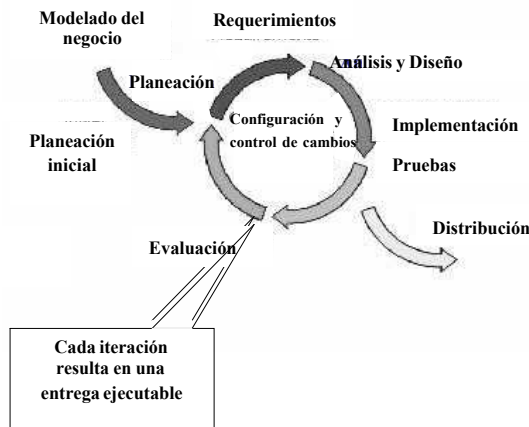 Modelado del
negocio
Requerimientos
Planeación
Análisis y Diseño
Configuración y
control de cambios
Planeación
inicial
Implementación
Pruebas
Distribución
Evaluación
Cada iteración
resulta en una
entrega ejecutable